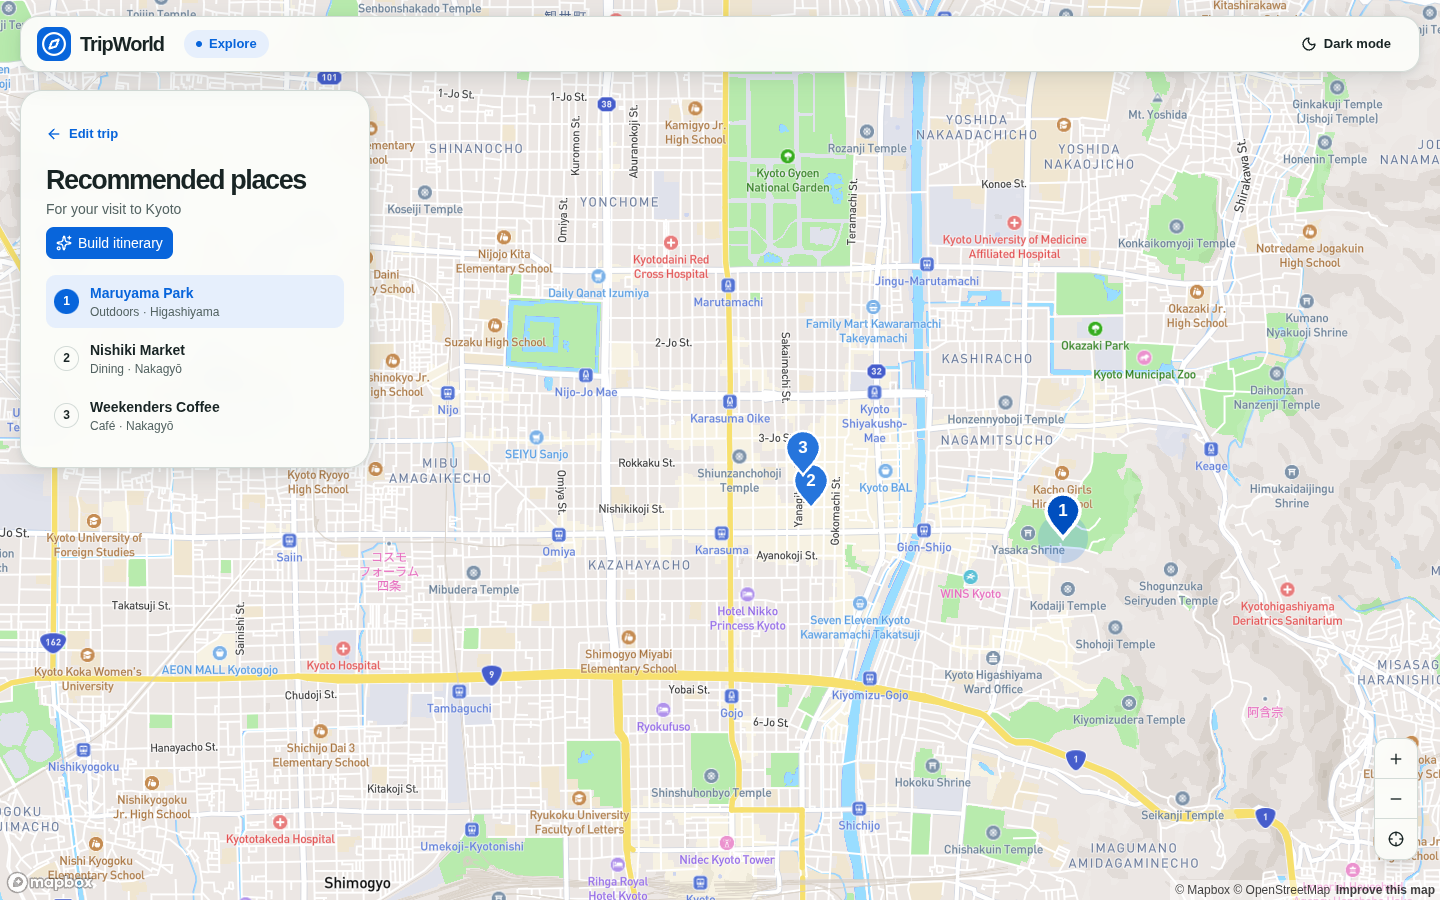 TripWorld
Explore
Dark mode
Edit trip
Recommended places
For your visit to Kyoto
Build itinerary
1
Maruyama Park
Outdoors · Higashiyama
2
Nishiki Market
Dining · Nakagyō
3
Weekenders Coffee
Café · Nakagyō
Senbonshakado Temple
Kitashirakawa
101
1-Jo St.
1-Jo St.
38
Kamigyo Jr.
High School
Kuromon St.
Aburanokoji St.
SHINANOCHO
Koseiji Temple
YONCHOME
Omiya St.
Nijojo Kita
Elementary School
Kyotodaini Red
Cross Hospital
Daily Qanat Izumiya
Marutamachi
Kyoto Gyoen
National Garden
Teramachi St.
Rozanji Temple
YOSHIDA
NAKAADACHICHO
YOSHIDA
NAKAOJICHO
Mt. Yoshida
Ginkakuji Temple
(Jishoji Temple)
Honenin Temple
Shirakawa St.
Konoe St.
Kyoto University of Medicine
Affiliated Hospital
Konkaikomyoji Temple
Notredame Jogakuin
High School
Jingu-Marutamachi
Family Mart Kawaramachi
Takeyamachi
Okazaki Jr.
High School
Kumano
Nyakuoji Shrine
Okazaki Park
KASHIRACHO
Kyoto Municipal Zoo
Daihonzan
Nanzenji Temple
Suzaku High School
2-Jo St.
Sakaimachi St.
32
Nijo
Nijo-Jo Mae
Karasuma Oike
Kyoto
Shiyakusho-
Mae
Honzennyoboji Temple
NAGAMITSUCHO
Keage
SEIYU Sanjo
MIBU
AMAGAIKECHO
Kyoto Ryoyo
High School
Rokkaku St.
Shiunzanchohoji
Temple
3
2
Kyoto BAL
Kacho Girls
1
Himukaidaijingu
Shrine
Omiya St.
Nishikikoji St.
Gokomachi St.
Kyoto University of
Foreign Studies
Saiin
Omiya
Karasuma
Ayanokoji St.
Gion-Shijo
Yasaka Shrine
コスモ
フォーラム
四条
KAZAHAYACHO
Mibudera Temple
WINS Kyoto
Kodaiji Temple
Shogunzuka
Seiryuden Temple
Hotel Nikko
Princess Kyoto
Seven Eleven Kyoto
Kawaramachi Takatsuji
Kyotohigashiyama
Deriatrics Sanitarium
Takatsuji St.
Sainishi St.
162
Kyoto Koka Women's
University
AEON MALL Kyotogojo
Kyoto Hospital
Shimogyo Miyabi
Elementary School
Shohoji Temple
Kyoto Higashiyama
Ward Office
9
Chudoji St.
Tambaguchi
Yobai St.
Ryokufuso
Gojo
6-Jo St.
Kiyomizu-Gojo
Kiyomizudera Temple
阿含宗
Hanayacho St.
Shichijo Dai 3
Elementary School
Nishikyogoku
1
Nishikyogoku
Jr. High School
Kitakoji St.
Shinshuhonbyo Temple
Hokoku Shrine
Ryukoku University
Faculty of Letters
Kyototakeda Hospital
Umekoji-Kyotonishi
Shichijo
Seikanji Temple
1
Nidec Kyoto Tower
Chishakuin Temple
IMAGUMANO
AMIDAGAMINECHO
Nishi Kyogoku
Elementary School
Shimogyo
Rihga Royal
Hotel Kyoto
mapbox
© Mapbox © OpenStreetMap Improve this map